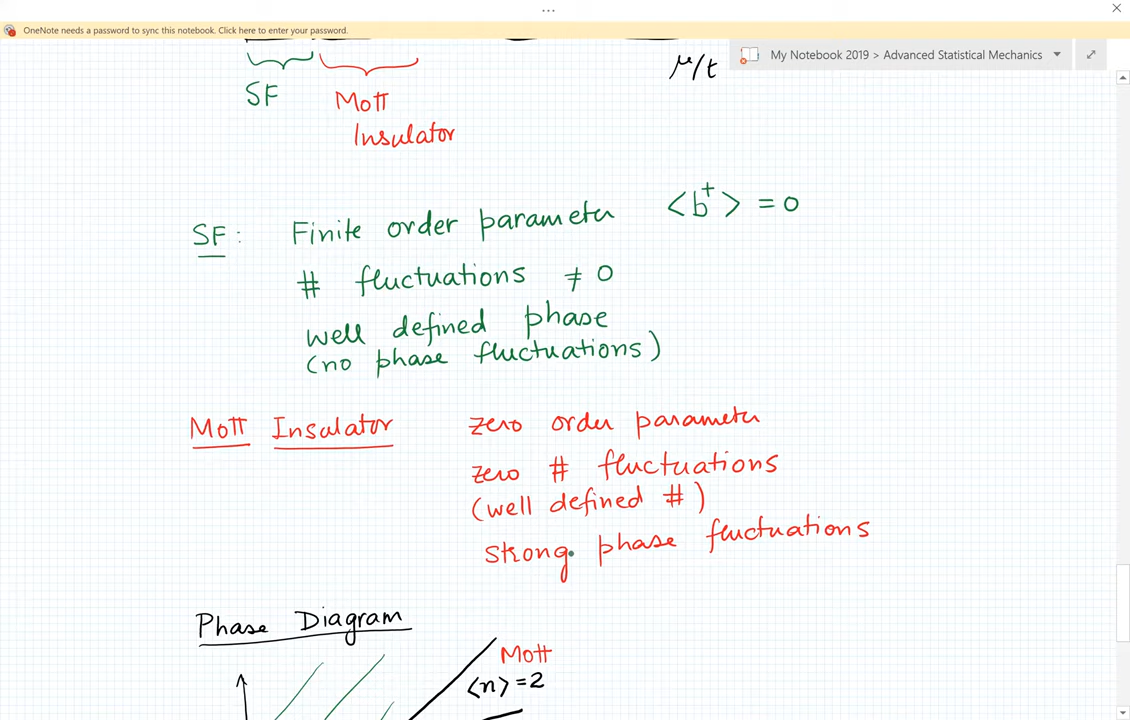 OneNote needs a password to sync this notebook. Click here to enter your password.
My Notebook 2019 > Advanced Statistical Mechanics
μ/t
SF
Mott
Insulator
SF: Finite order parameter <b+> = 0
# fluctuations ≠ 0
well defined phase
(no phase fluctuations)
Mott Insulator zero order parameter
zero # fluctuations
(well defined #)
strong phase fluctuations
Phase Diagram
Mott
<n> = 2